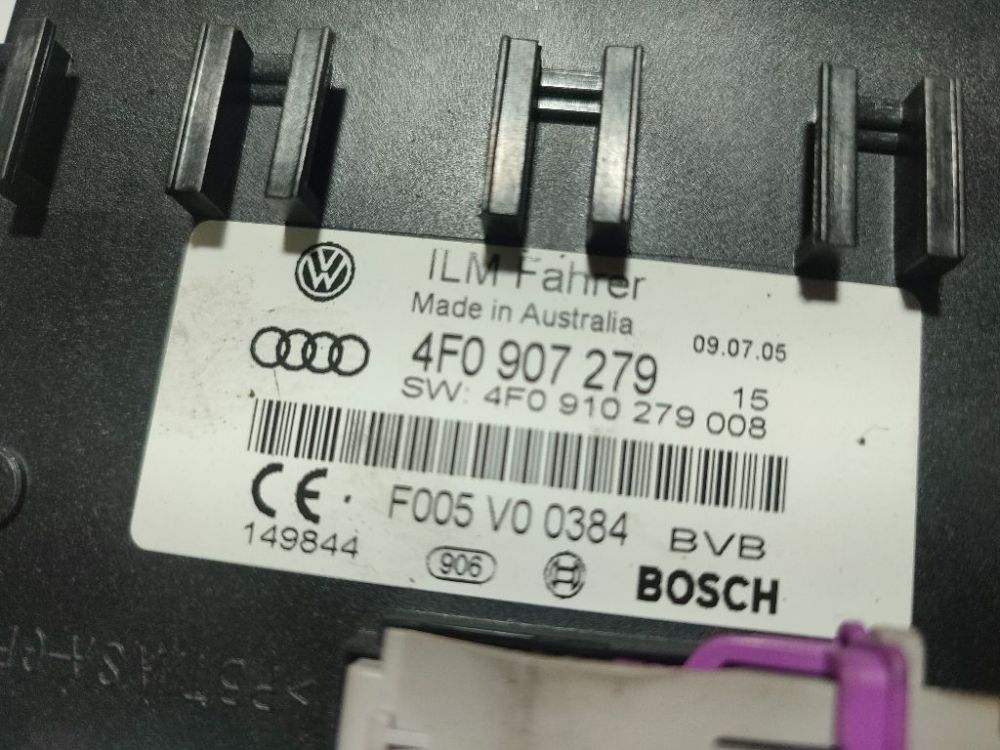 ILM Fahrer
Made in Australia
4F0 907 279
09.07.05
SW: 4F0 910 279 008
15
CE
F005 V0 0384
BVB
149844
906
BOSCH